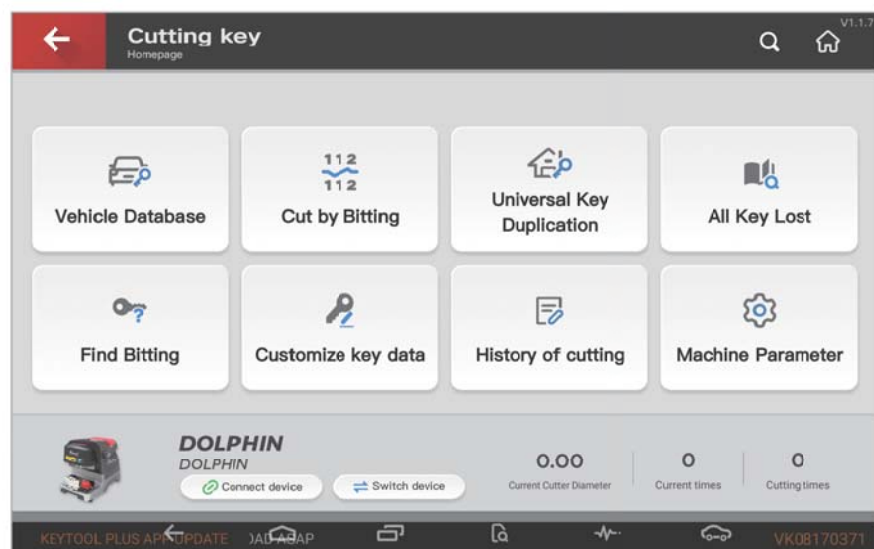 V1.1.7
Cutting key
Homepage
112
112
Vehicle Database
Cut by Bitting
Universal Key
Duplication
All Key Lost
?
Find Bitting
Customize key data
History of cutting
Machine Parameter
DOLPHIN
DOLPHIN
Connect device
Switch device
0.00
Current Cutter Diameter
0
Current times
0
Cutting times
KEYTOOL PLUS APP UPDATE
ASAP
VK08170371